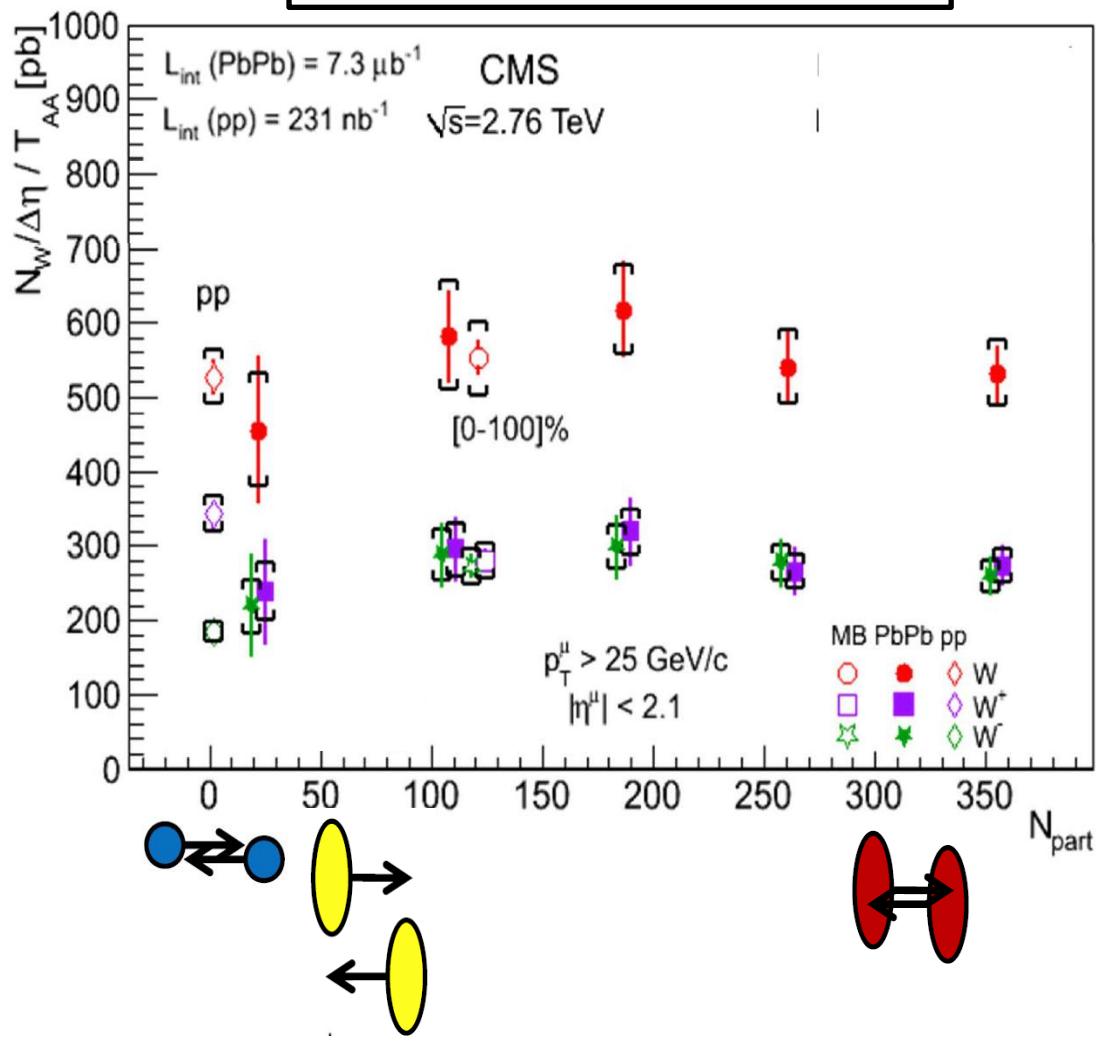 1000
900
800
700
600
500
400
300
200
100
0
N_W/Δη / T_AA [pb]
L_int (PbPb) = 7.3 μb⁻¹
CMS
L_int (pp) = 231 nb⁻¹
√s=2.76 TeV
pp
[0-100]%
p_T^μ > 25 GeV/c
|η^μ| < 2.1
MB PbPb pp
W
W⁺
W⁻
0 50 100 150 200 250 300 350
N_part